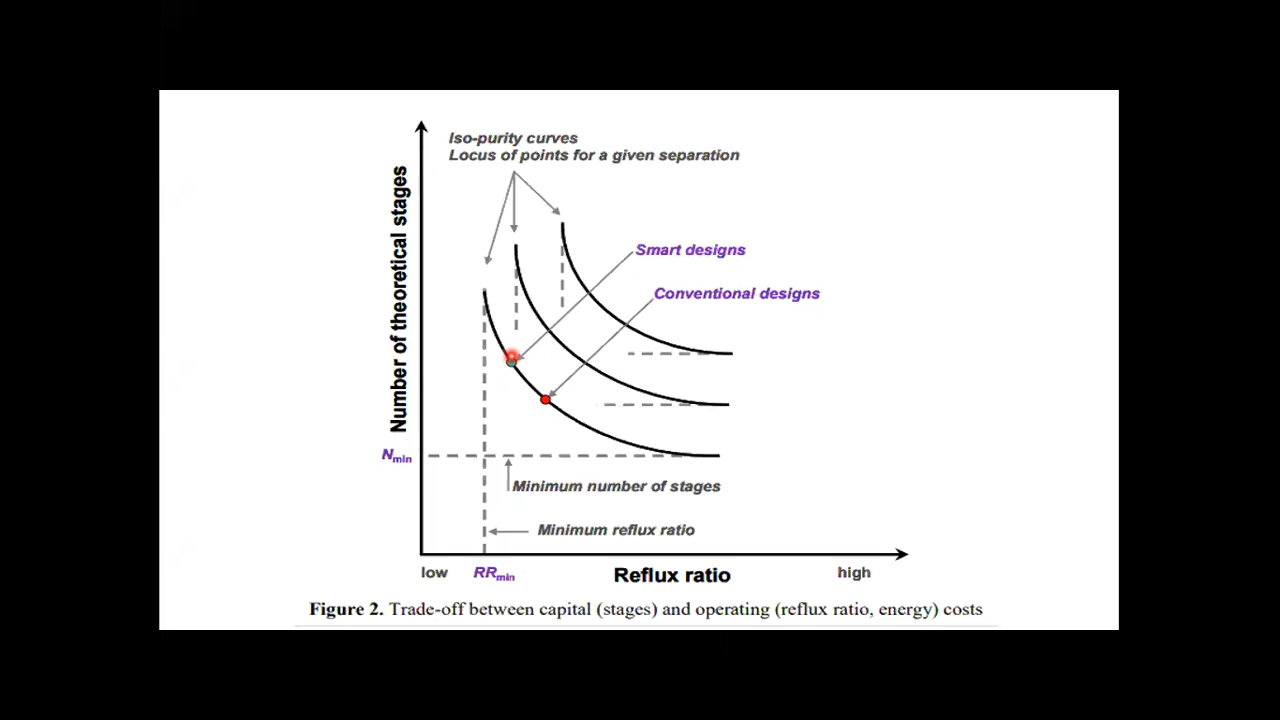 Iso-purity curves
Locus of points for a given separation
Number of theoretical stages
Smart designs
Conventional designs
Nmin
Minimum number of stages
Minimum reflux ratio
low
RRmin
Reflux ratio
high
Figure 2. Trade-off between capital (stages) and operating (reflux ratio, energy) costs